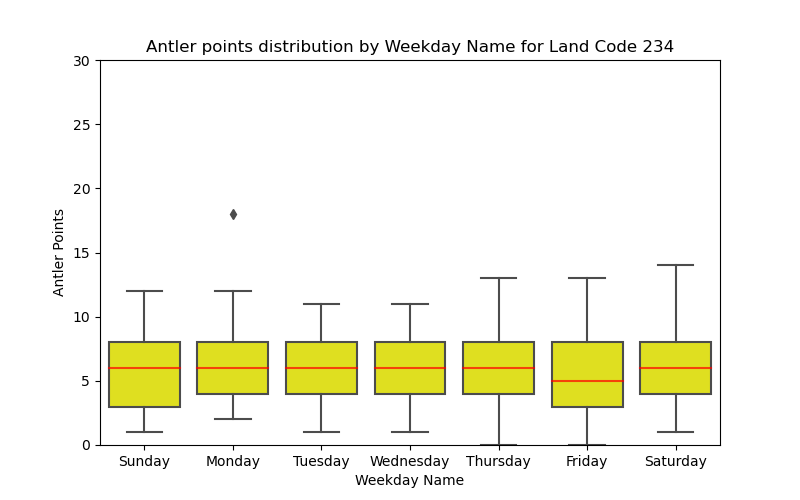 Antler points distribution by Weekday Name for Land Code 234
30
25
20
15
10
5
0
Antler Points
Sunday Monday Tuesday Wednesday Thursday Friday Saturday
Weekday Name